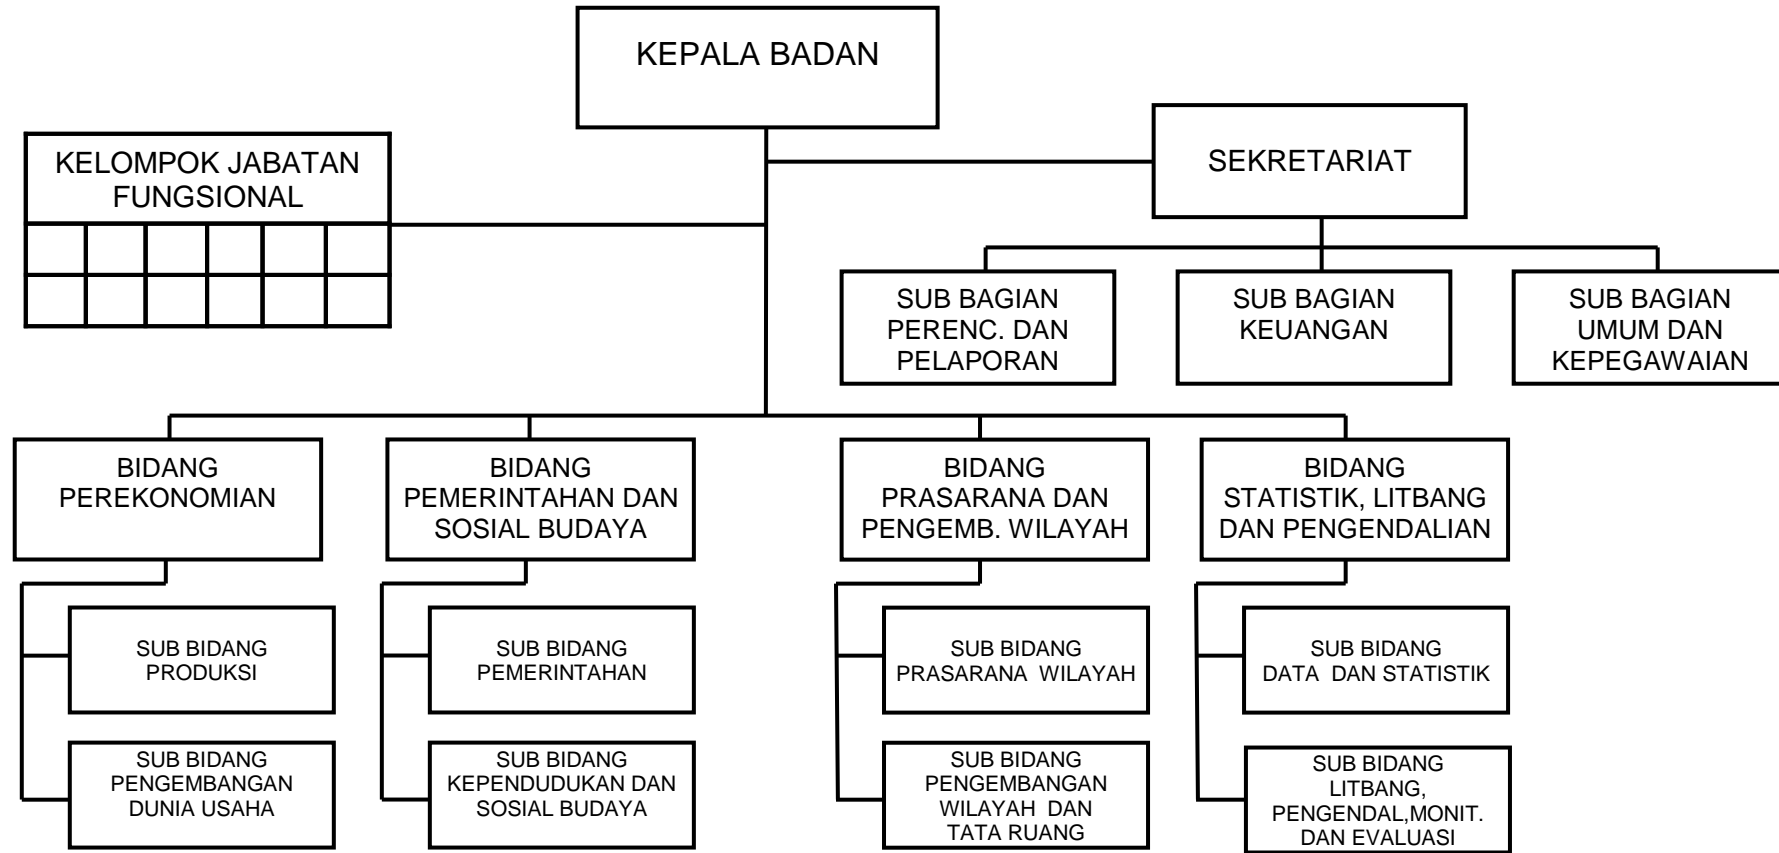 KEPALA BADAN
KELOMPOK JABATAN
FUNGSIONAL
SEKRETARIAT
SUB BAGIAN
PERENC. DAN
PELAPORAN
SUB BAGIAN
KEUANGAN
SUB BAGIAN
UMUM DAN
KEPEGAWAIAN
BIDANG
PEREKONOMIAN
BIDANG
PEMERINTAHAN DAN
SOSIAL BUDAYA
BIDANG
PRASARANA DAN
PENGEMB. WILAYAH
BIDANG
STATISTIK, LITBANG
DAN PENGENDALIAN
SUB BIDANG
PRODUKSI
SUB BIDANG
PEMERINTAHAN
SUB BIDANG
PRASARANA WILAYAH
SUB BIDANG
DATA DAN STATISTIK
SUB BIDANG
PENGEMBANGAN
DUNIA USAHA
SUB BIDANG
KEPENDUDUKAN DAN
SOSIAL BUDAYA
SUB BIDANG
PENGEMBANGAN
WILAYAH DAN
TATA RUANG
SUB BIDANG
LITBANG,
PENGENDAL,MONIT.
DAN EVALUASI